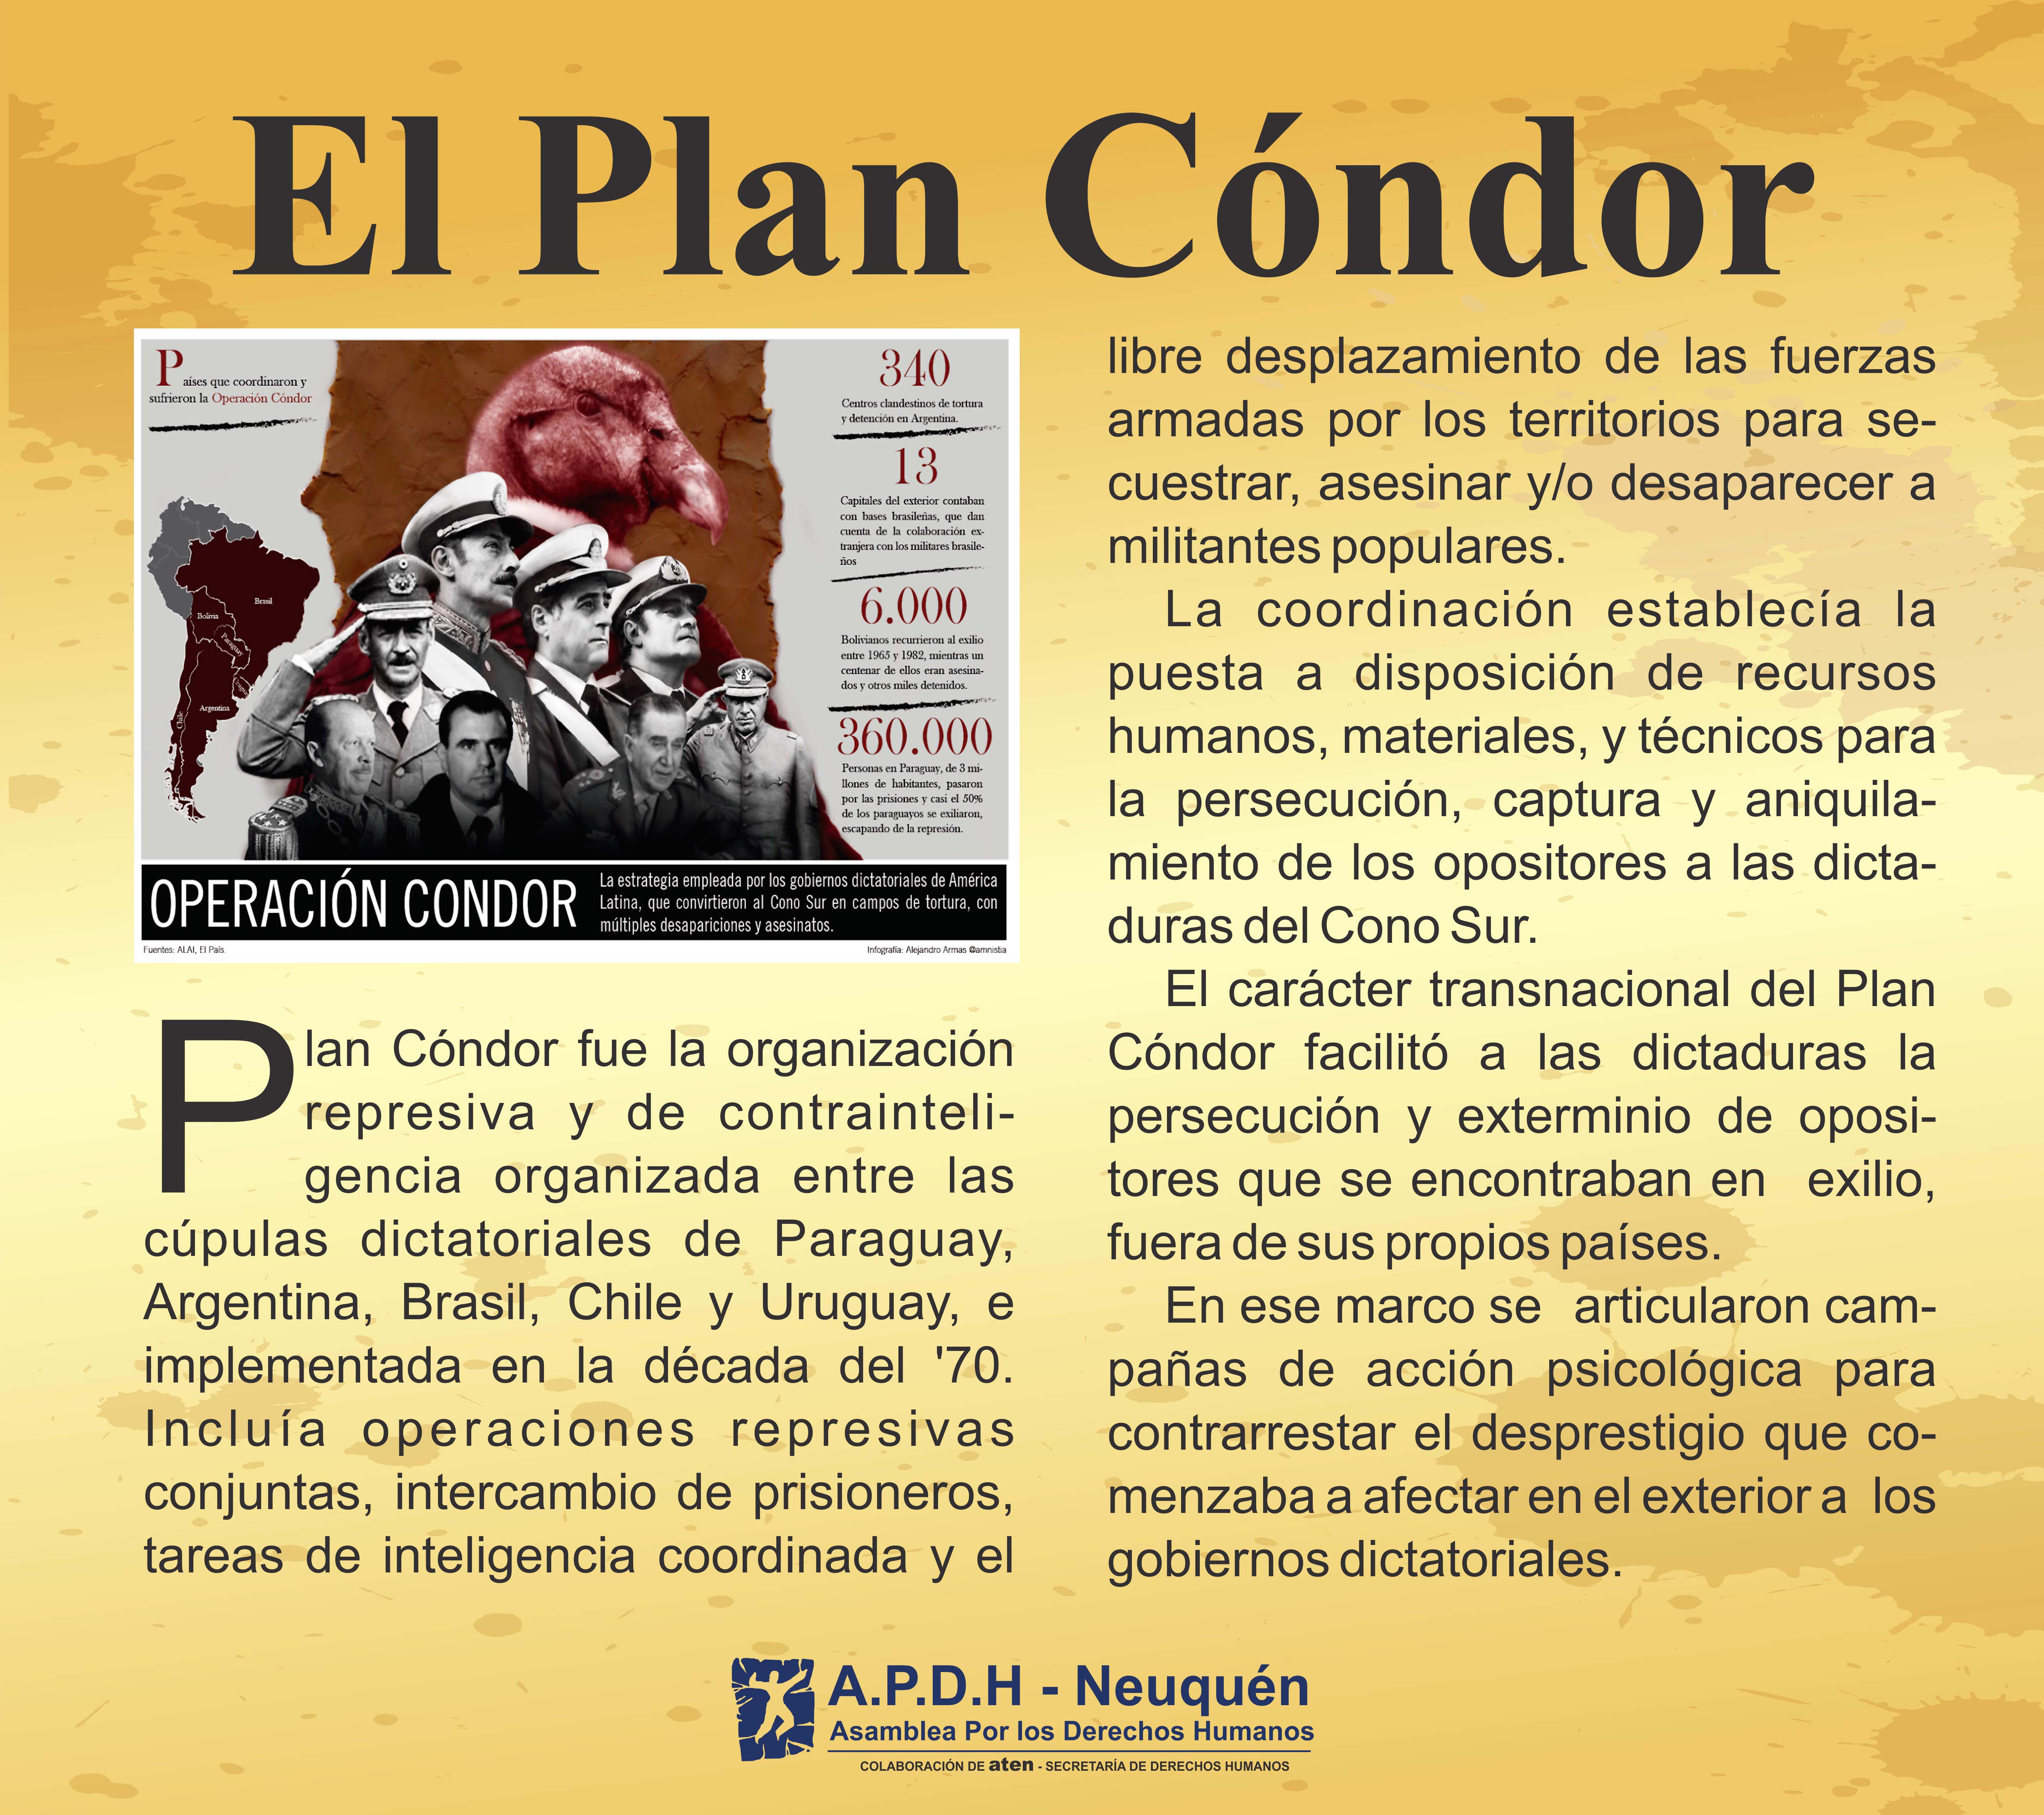 El Plan Cóndor
Países que coordinaron y
sufrieron la Operación Cóndor
Brasil
Bolivia
Paraguay
Argentina
Chile
340
Centros clandestinos de tortura
y detención en Argentina.
13
Capitales del exterior contaban
con bases brasileñas, que dan
cuenta de la colaboración ex-
tranjera con los militares brasile-
ños
6.000
Bolivianos recurrieron al exilio
entre 1965 y 1982, mientras un
centenar de ellos eran asesina-
dos y otros miles detenidos.
360.000
Personas en Paraguay, de 3 mi-
llones de habitantes, pasaron
por las prisiones y casi el 50%
de los paraguayos se exiliaron,
escapando de la represión.
OPERACIÓN CONDOR
La estrategia empleada por los gobiernos dictatoriales de América
Latina, que convirtieron al Cono Sur en campos de tortura, con
múltiples desapariciones y asesinatos.
Fuentes: ALAI, El País.
Infografía: Alejandro Armas @amnistia
Plan Cóndor fue la organización
represiva y de contrainteli-
gencia organizada entre las
cúpulas dictatoriales de Paraguay,
Argentina, Brasil, Chile y Uruguay, e
implementada en la década del '70.
Incluía operaciones represivas
conjuntas, intercambio de prisioneros,
tareas de inteligencia coordinada y el
libre desplazamiento de las fuerzas
armadas por los territorios para se-
cuestrar, asesinar y/o desaparecer a
militantes populares.
La coordinación establecía la
puesta a disposición de recursos
humanos, materiales, y técnicos para
la persecución, captura y aniquila-
miento de los opositores a las dicta-
duras del Cono Sur.
El carácter transnacional del Plan
Cóndor facilitó a las dictaduras la
persecución y exterminio de oposi-
tores que se encontraban en exilio,
fuera de sus propios países.
En ese marco se articularon cam-
pañas de acción psicológica para
contrarrestar el desprestigio que co-
menzaba a afectar en el exterior a los
gobiernos dictatoriales.
A.P.D.H - Neuquén
Asamblea Por los Derechos Humanos
COLABORACIÓN DE aten - SECRETARÍA DE DERECHOS HUMANOS